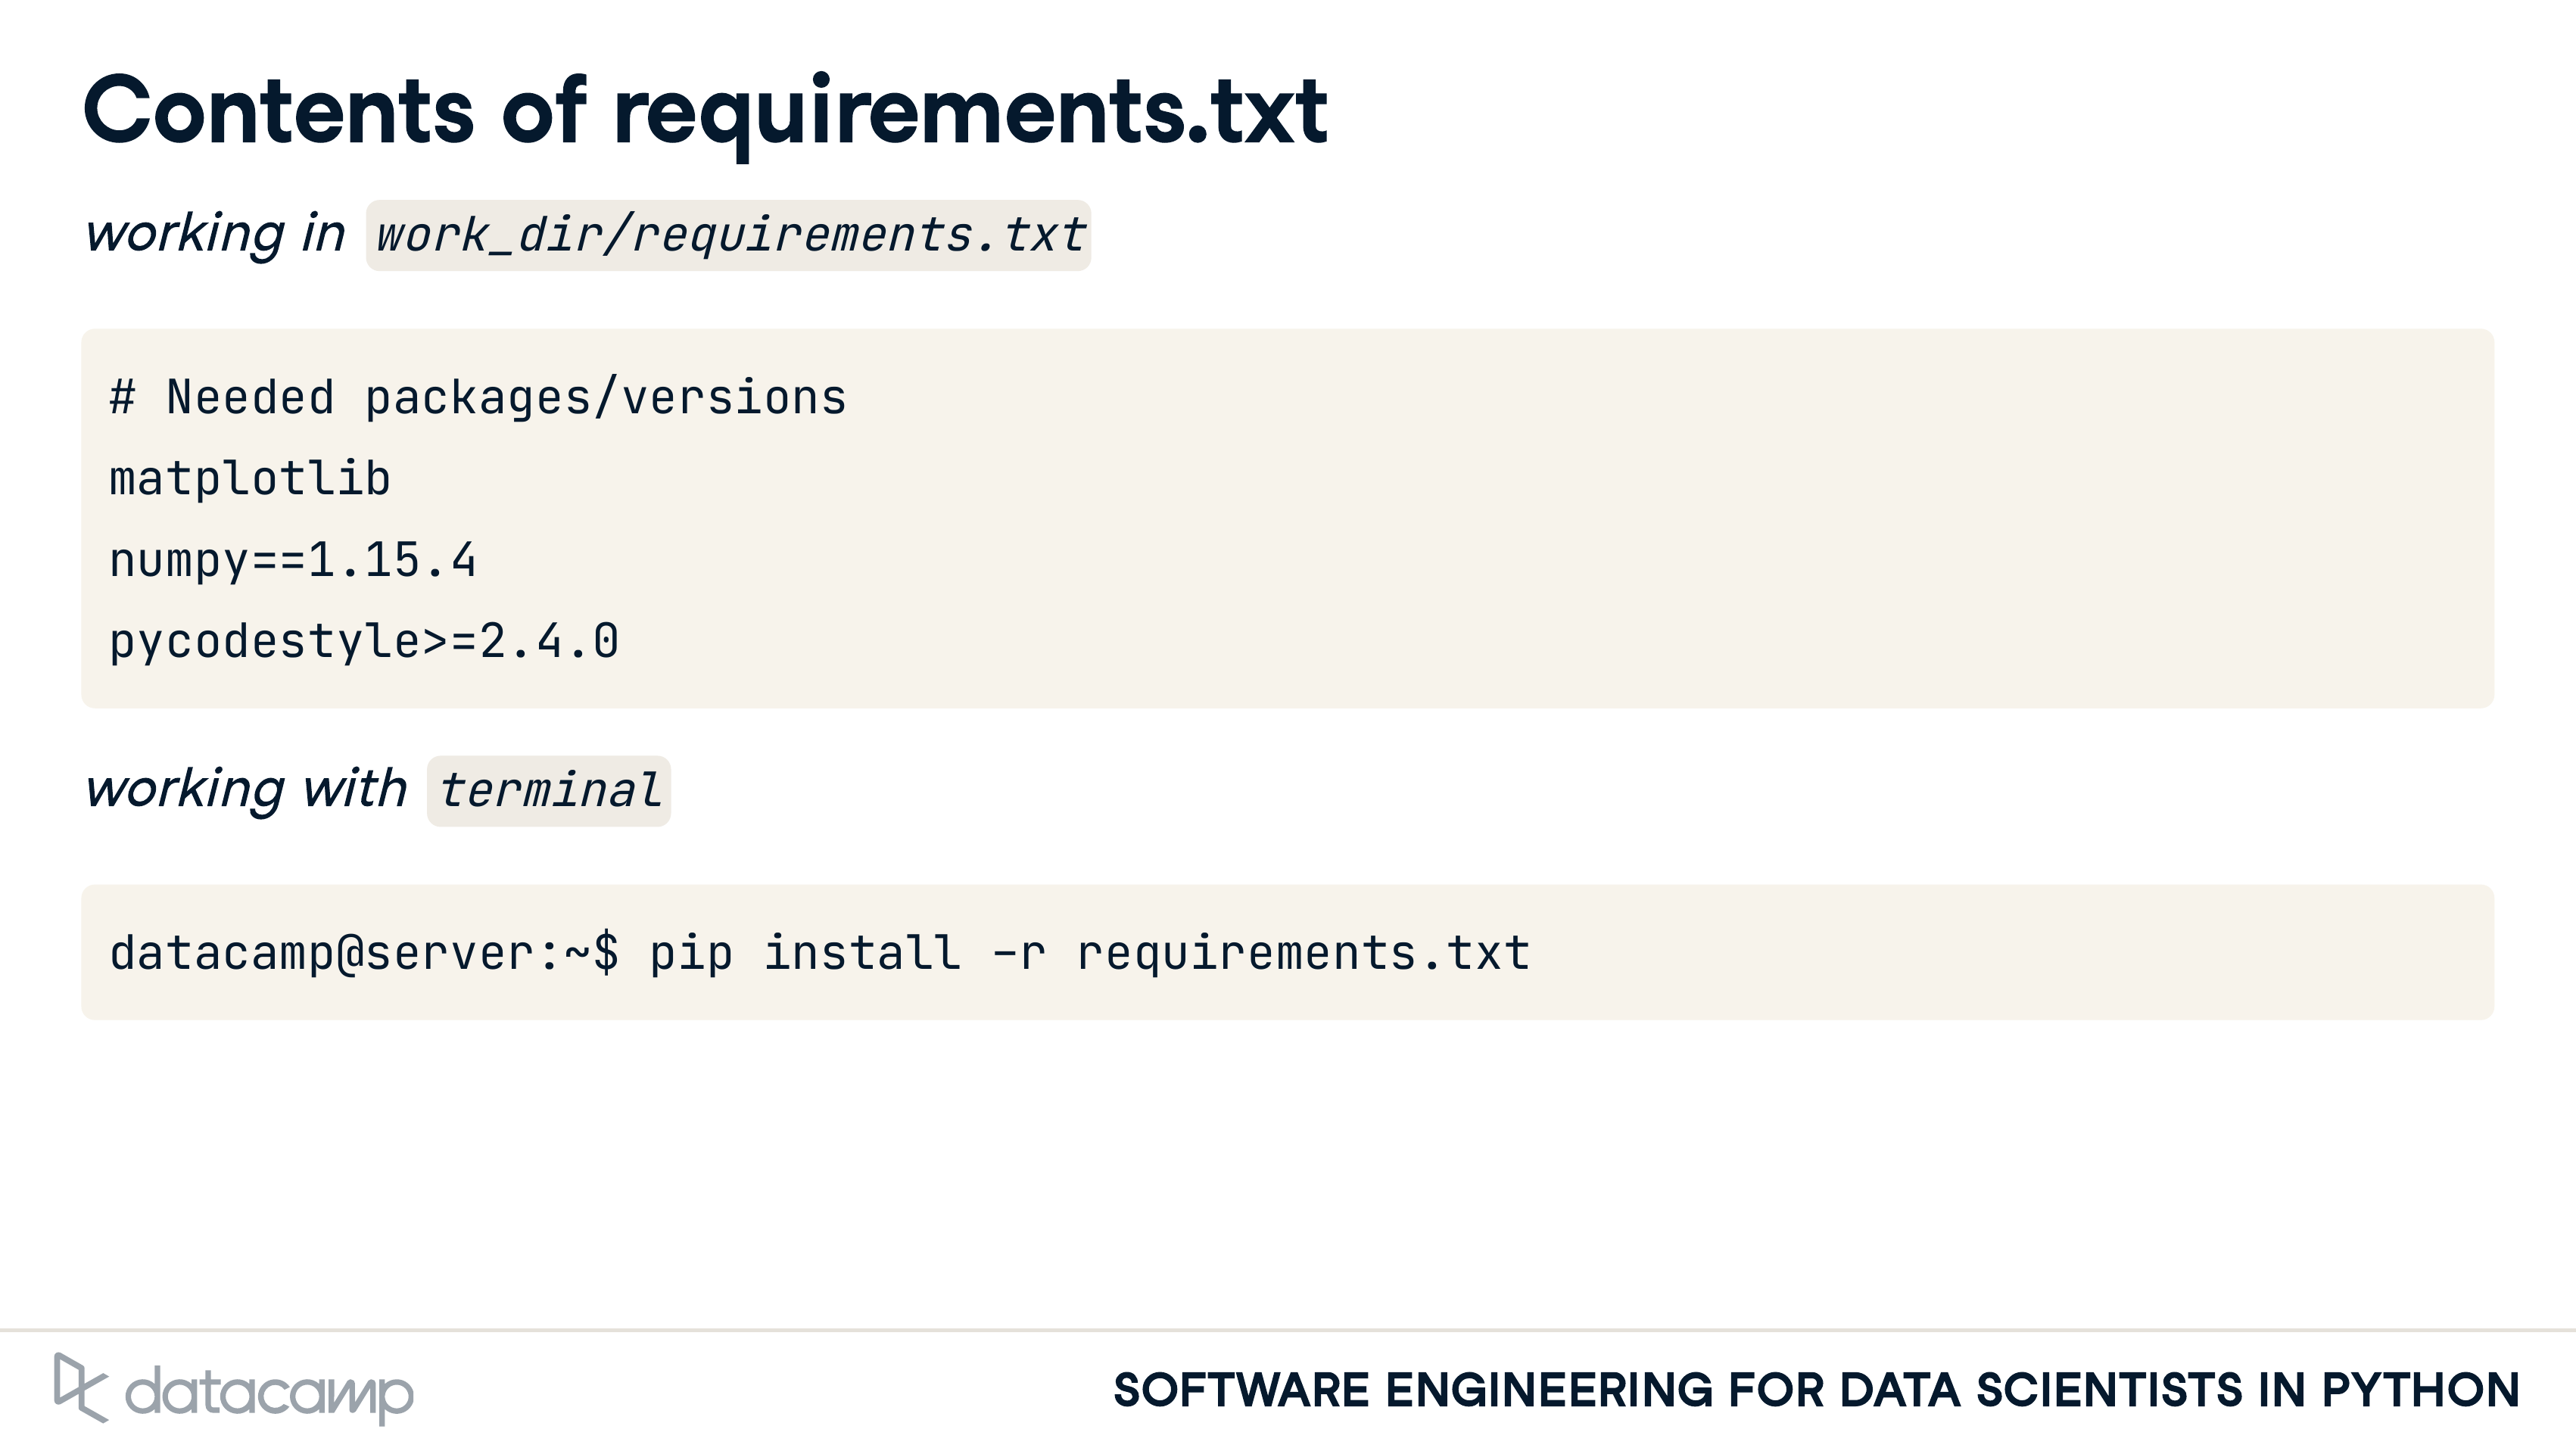 Contents of requirements.txt
working in work_dir/requirements.txt
# Needed packages/versions
matplotlib
numpy==1.15.4
pycodestyle>=2.4.0
working with terminal
datacamp@server:~$ pip install -r requirements.txt
datacamp
SOFTWARE ENGINEERING FOR DATA SCIENTISTS IN PYTHON